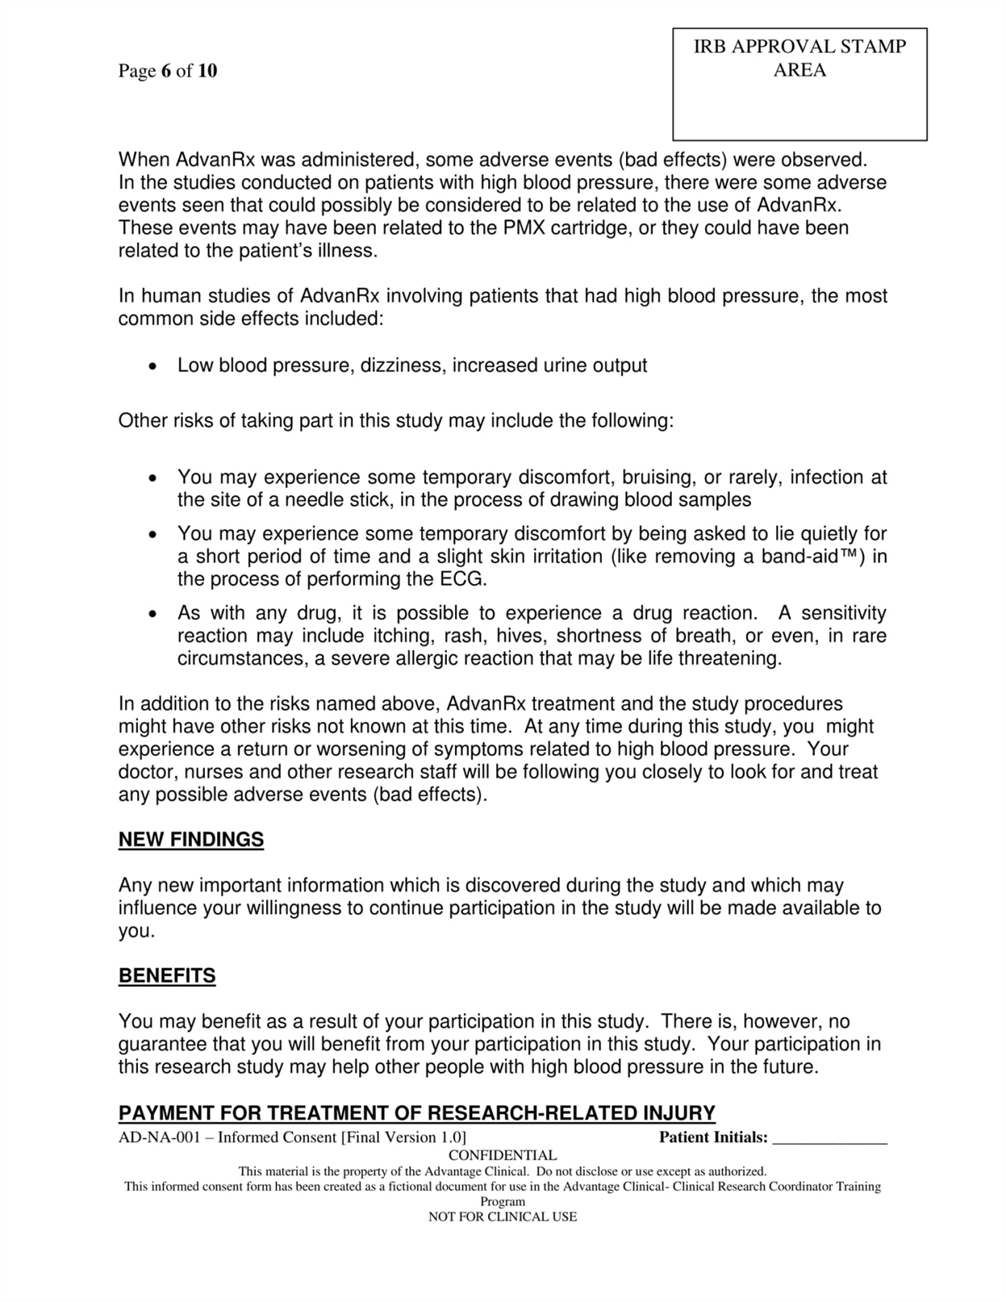 IRB APPROVAL STAMP
AREA
Page 6 of 10
When AdvanRx was administered, some adverse events (bad effects) were observed.
In the studies conducted on patients with high blood pressure, there were some adverse
events seen that could possibly be considered to be related to the use of AdvanRx.
These events may have been related to the PMX cartridge, or they could have been
related to the patient's illness.
In human studies of AdvanRx involving patients that had high blood pressure, the most
common side effects included:
• Low blood pressure, dizziness, increased urine output
Other risks of taking part in this study may include the following:
• You may experience some temporary discomfort, bruising, or rarely, infection at
the site of a needle stick, in the process of drawing blood samples
• You may experience some temporary discomfort by being asked to lie quietly for
a short period of time and a slight skin irritation (like removing a band-aid™) in
the process of performing the ECG.
• As with any drug, it is possible to experience a drug reaction. A sensitivity
reaction may include itching, rash, hives, shortness of breath, or even, in rare
circumstances, a severe allergic reaction that may be life threatening.
In addition to the risks named above, AdvanRx treatment and the study procedures
might have other risks not known at this time. At any time during this study, you might
experience a return or worsening of symptoms related to high blood pressure. Your
doctor, nurses and other research staff will be following you closely to look for and treat
any possible adverse events (bad effects).
NEW FINDINGS
Any new important information which is discovered during the study and which may
influence your willingness to continue participation in the study will be made available to
you.
BENEFITS
You may benefit as a result of your participation in this study. There is, however, no
guarantee that you will benefit from your participation in this study. Your participation in
this research study may help other people with high blood pressure in the future.
PAYMENT FOR TREATMENT OF RESEARCH-RELATED INJURY
AD-NA-001 – Informed Consent [Final Version 1.0] Patient Initials: ______________
CONFIDENTIAL
This material is the property of the Advantage Clinical. Do not disclose or use except as authorized.
This informed consent form has been created as a fictional document for use in the Advantage Clinical- Clinical Research Coordinator Training
Program
NOT FOR CLINICAL USE